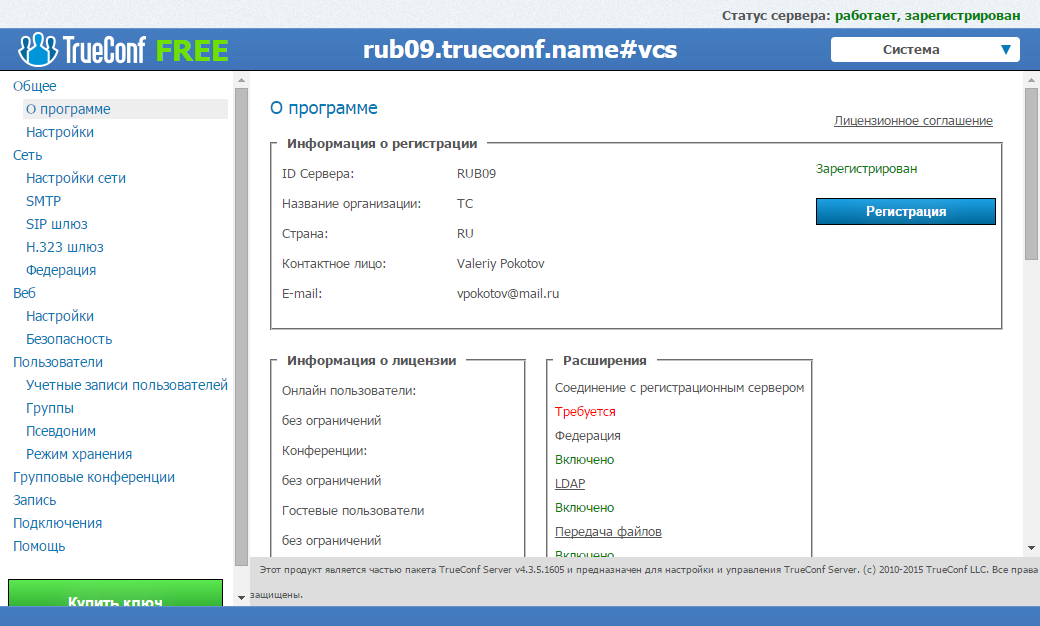 Статус сервера: работает, зарегистрирован
TrueConf FREE
rub09.trueconf.name#vcs
Система
Общее
О программе
Настройки
Сеть
Настройки сети
SMTP
SIP шлюз
H.323 шлюз
Федерация
Веб
Настройки
Безопасность
Пользователи
Учетные записи пользователей
Группы
Псевдоним
Режим хранения
Групповые конференции
Запись
Подключения
Помощь
Купить ключ
О программе
Лицензионное соглашение
Информация о регистрации
ID Сервера: RUB09
Зарегистрирован
Название организации: TC
Регистрация
Страна: RU
Контактное лицо: Valeriy Pokotov
E-mail: vpokotov@mail.ru
Информация о лицензии
Онлайн пользователи:
без ограничений
Конференции:
без ограничений
Гостевые пользователи
без ограничений
Расширения
Соединение с регистрационным сервером
Требуется
Федерация
Включено
LDAP
Включено
Передача файлов
Включено
Этот продукт является частью пакета TrueConf Server v4.3.5.1605 и предназначен для настройки и управления TrueConf Server. (c) 2010-2015 TrueConf LLC. Все права
защищены.